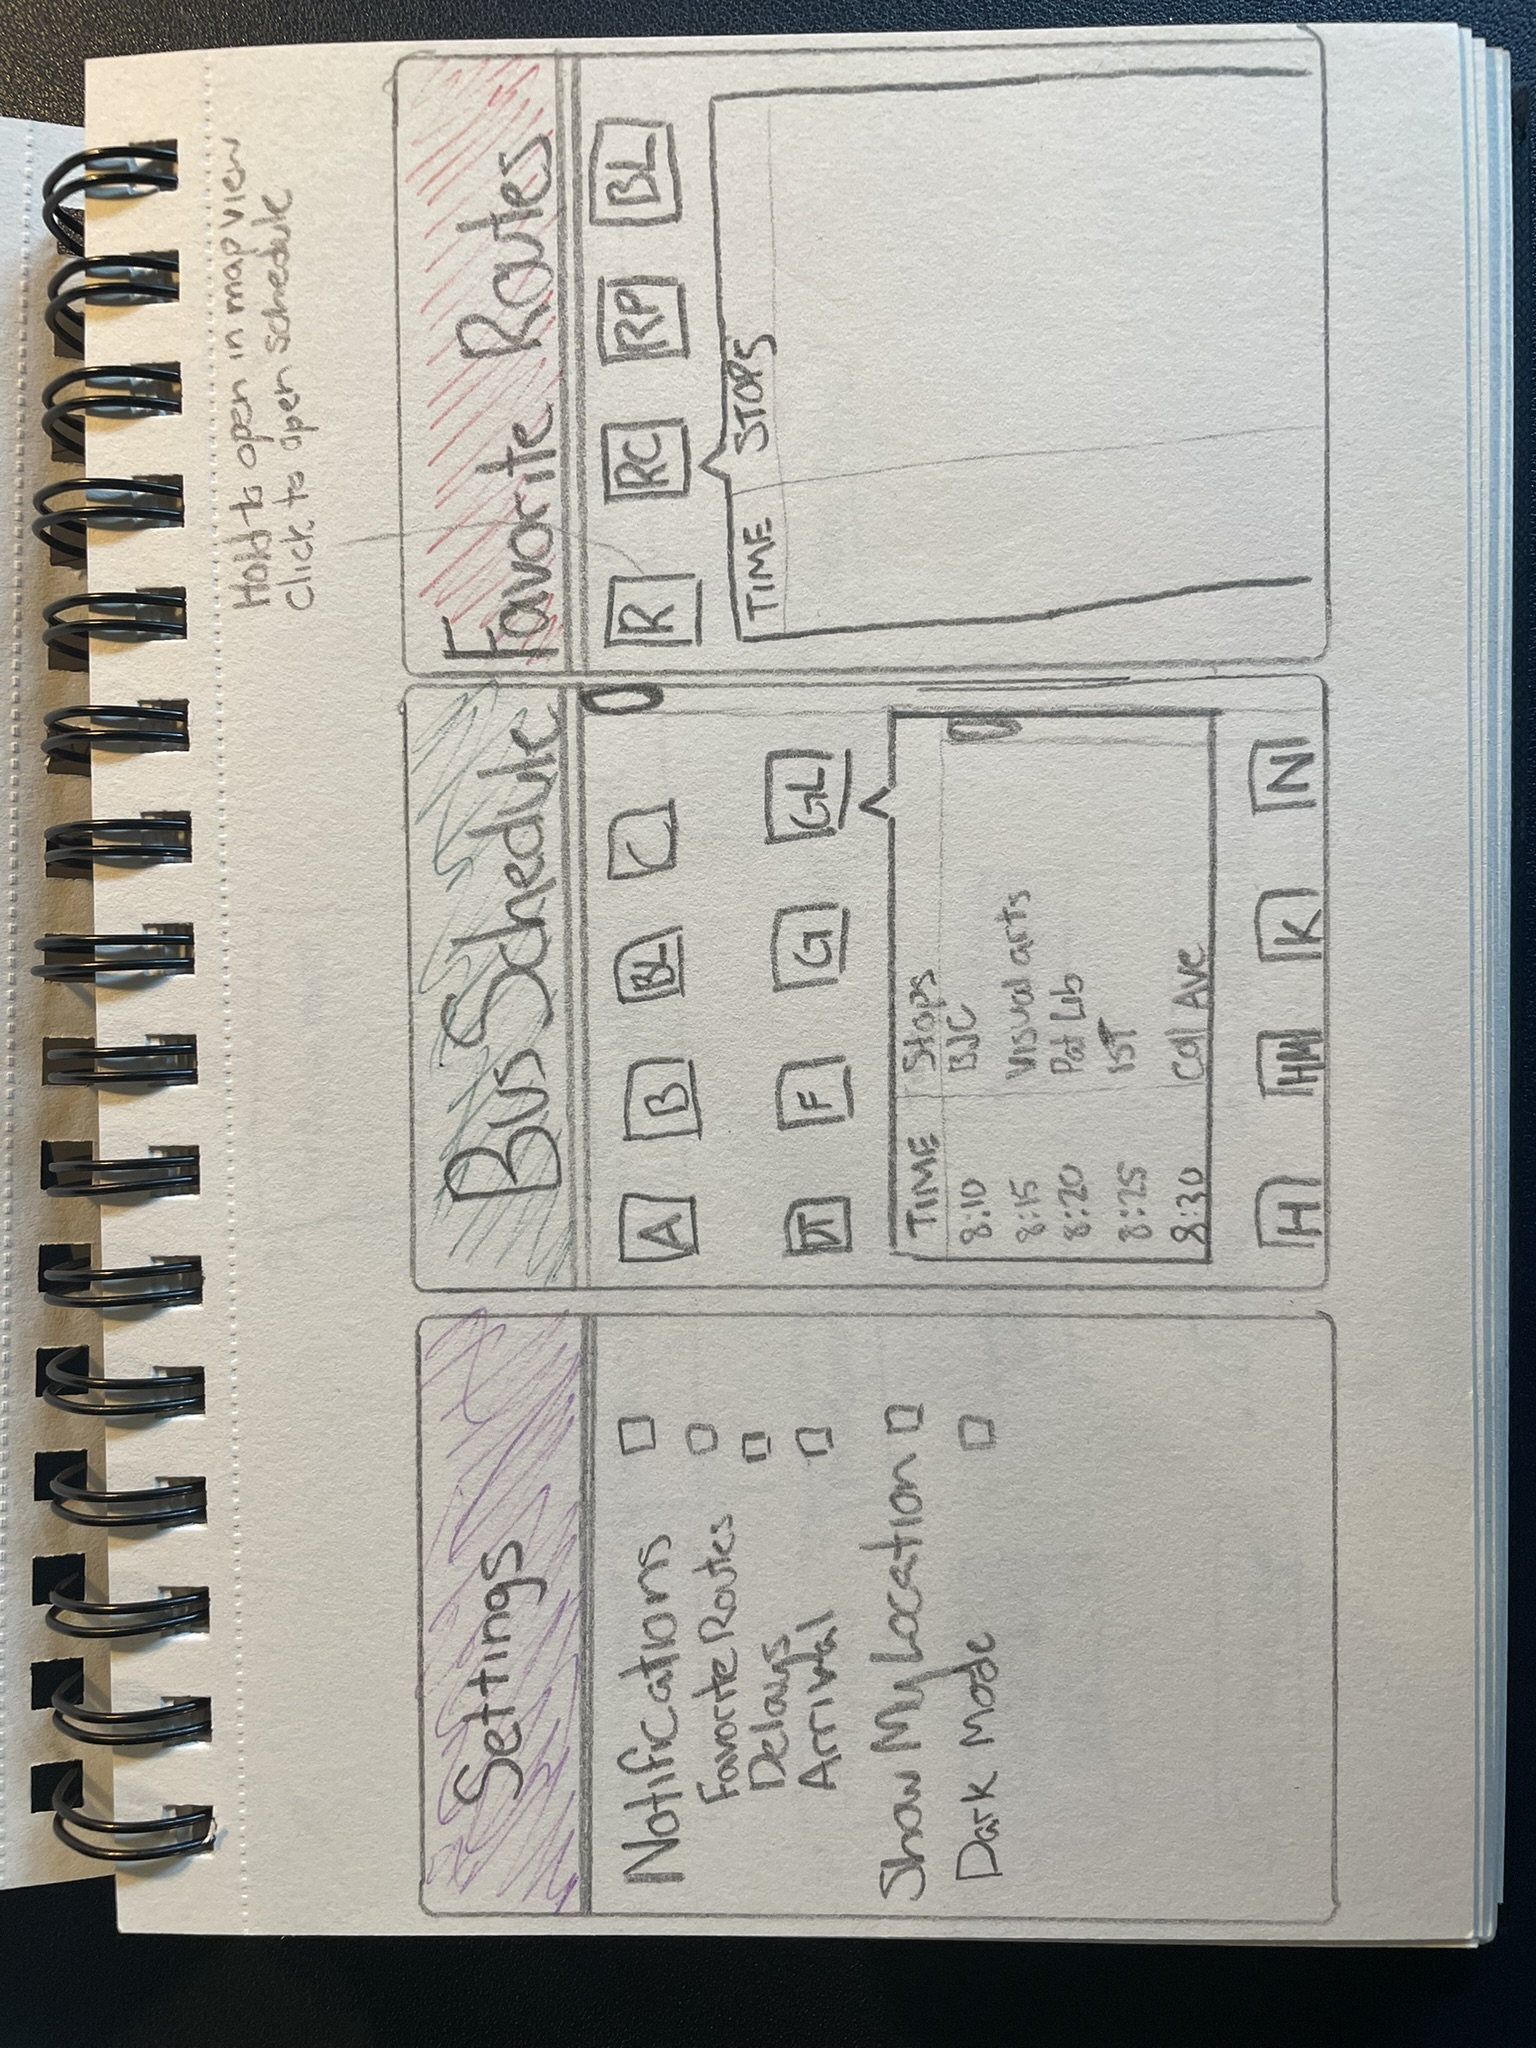 Hold to open in map view
click to open schedule
Settings
Notifications
Favorite Routes
Delays
Arrival
Show My Location
Dark Mode
Bus Schedule
A B BL C
DT F G GL
TIME Stops
8:10 BJC
8:15 Visual arts
8:20 Pat Lib
8:25 IST
8:30 Coll Ave
H HM K N
Favorite Routes
R RC RP BL
TIME STOPS